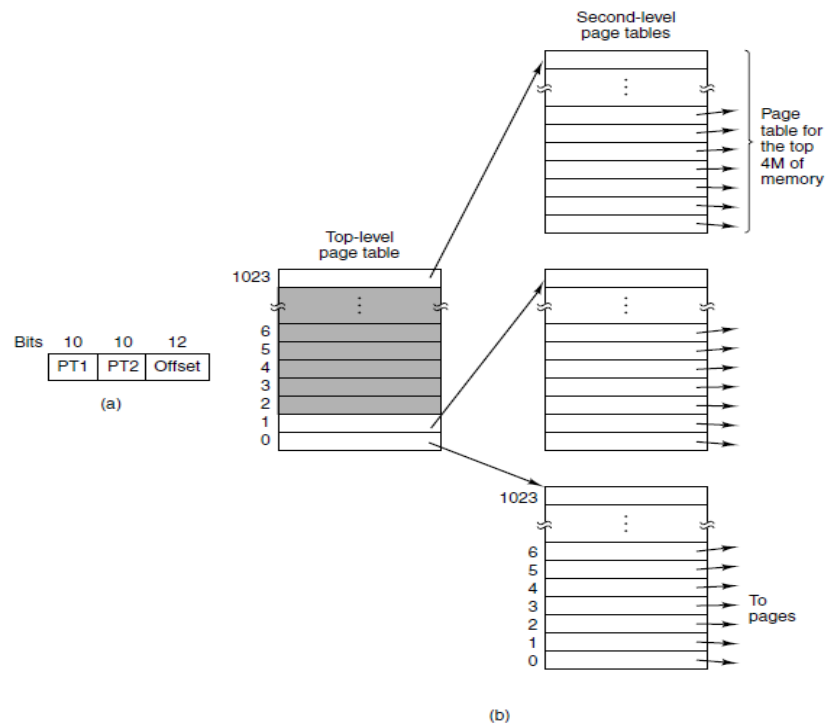 Second-level
page tables
Page
table for
the top
4M of
memory
Top-level
page table
1023
6
5
4
3
2
1
0
Bits 10 10 12
PT1 PT2 Offset
(a)
1023
6
5
4
3
2
1
0
To
pages
(b)